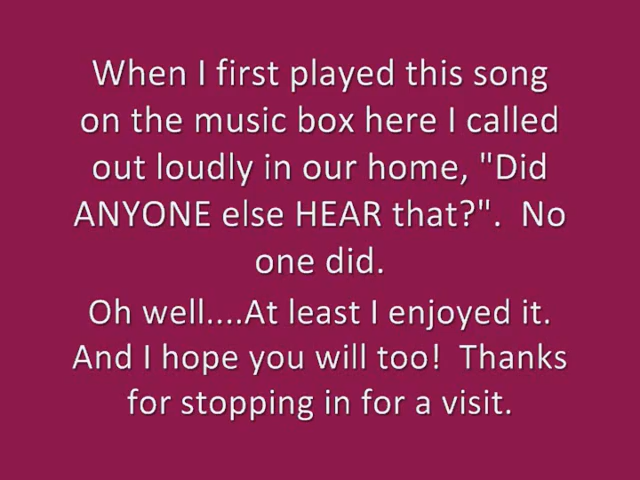 When I first played this song
on the music box here I called
out loudly in our home, "Did
ANYONE else HEAR that?".  No
one did.
Oh well....At least I enjoyed it.
And I hope you will too!  Thanks
for stopping in for a visit.